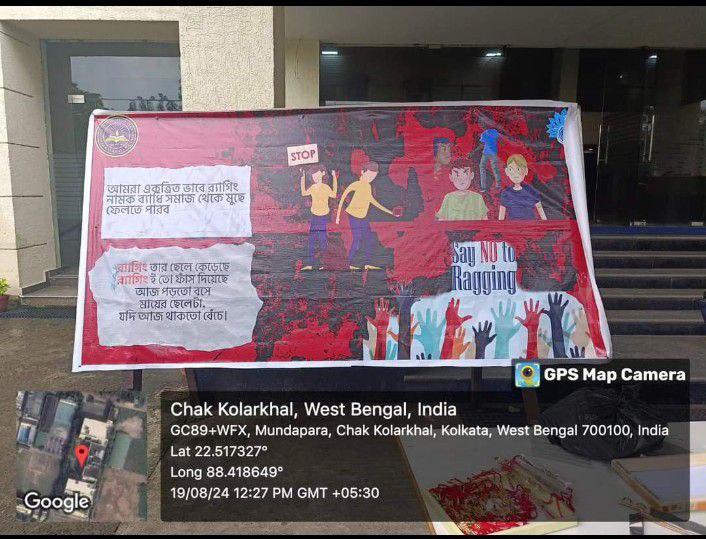 STOP
আমরা একত্রিত ভাবে র‍্যাগিং
নামক ব্যাধি সমাজ থেকে মুছে
ফেলতে পারব
র‍্যাগিং তার ছেলে কেড়েছে
র‍্যাগিং ই তো ফাঁস দিয়েছে
আজ পড়তো বসে
মায়ের ছেলেটা,
যদি আজ থাকতো বেঁচে।
Say NO to
Ragging
GPS Map Camera
Chak Kolarkhal, West Bengal, India
GC89+WFX, Mundapara, Chak Kolarkhal, Kolkata, West Bengal 700100, India
Lat 22.517327°
Long 88.418649°
19/08/24 12:27 PM GMT +05:30
Google